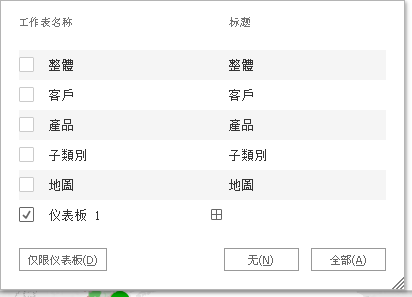 工作表名称 标题
整體 整體
客戶 客戶
產品 產品
子類別 子類別
地圖 地圖
仪表板 1
仅限仪表板(D) 无(N) 全部(A)